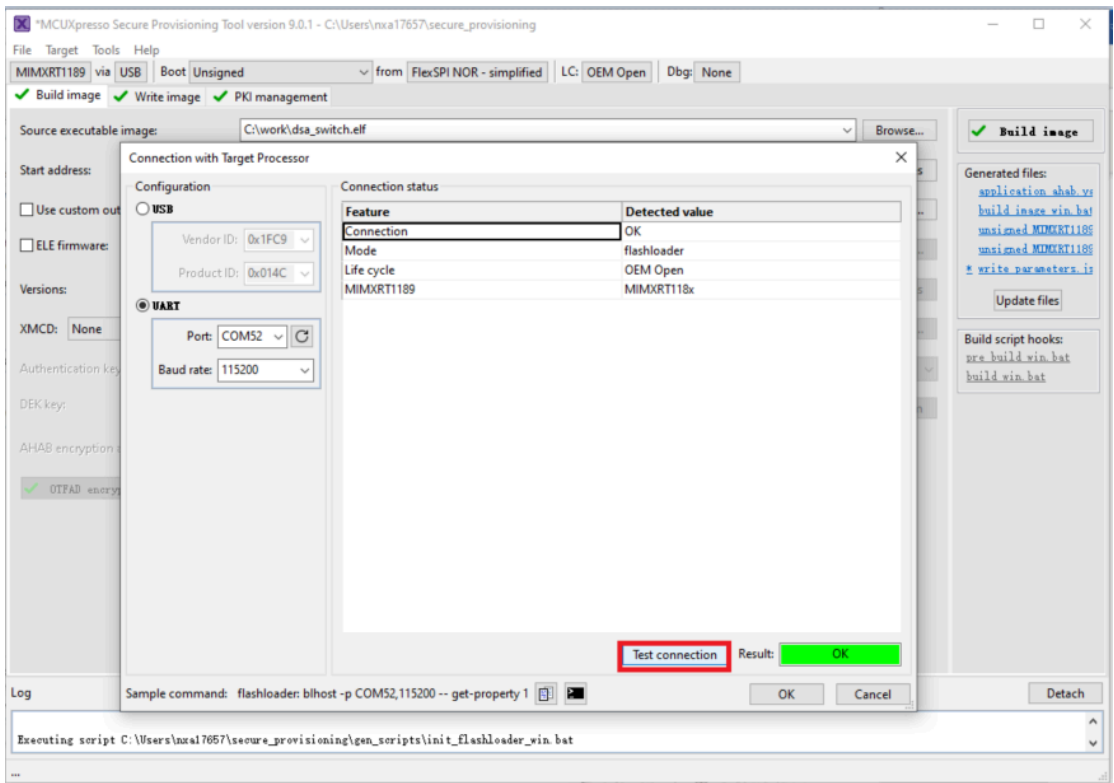 *MCUXpresso Secure Provisioning Tool version 9.0.1 - C:\Users\nxa17657\secure_provisioning
File Target Tools Help
MIMXRT1189 via USB Boot Unsigned from FlexSPI NOR - simplified LC: OEM Open Dbg: None
Build image Write image PKI management
Source executable image: C:\work\dsa_switch.elf Browse... Build image
Connection with Target Processor
Start address: s Generated files:
Configuration Connection status
application_ahab.ya
Use custom out USB Feature Detected value build_image_win.bat
Connection OK
Vendor ID: 0x1FC9 unsigned_MIMXRT1189
ELE firmware: Mode flashloader unsigned_MIMXRT1189
Product ID: 0x014C Life cycle OEM Open * write_parameters.js
Versions: MIMXRT1189 MIMXRT118x
UART Update files
XMCD: None Port: COM52
Build script hooks:
Authentication key Baud rate: 115200 pre_build_win.bat
build_win.bat
DEK key: n
AHAB encryption
OTFAD encryp
Test connection Result: OK
Log Sample command: flashloader: blhost -p COM52,115200 -- get-property 1 OK Cancel Detach
Executing script C:\Users\nxa17657\secure_provisioning\gen_scripts\init_flashloader_win.bat
...